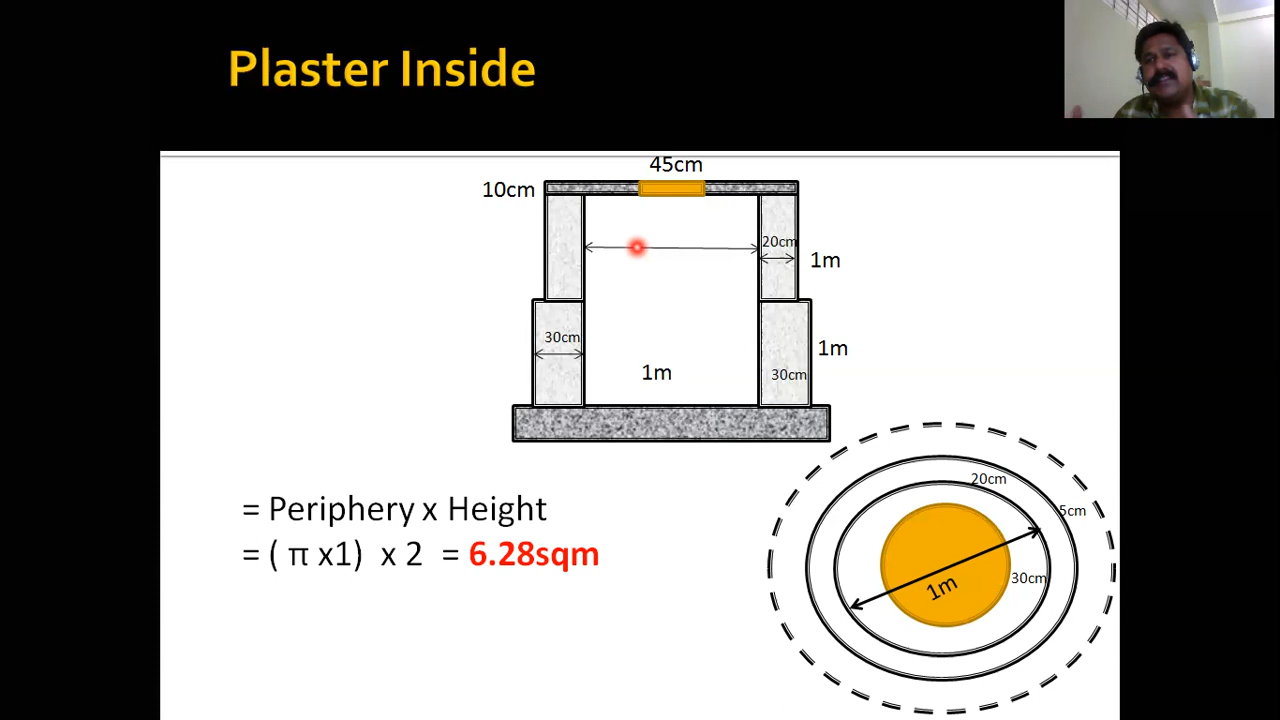 Plaster Inside
45cm
10cm
20cm
1m
30cm
1m
1m
30cm
= Periphery x Height
= ( π x1) x 2 = 6.28sqm
20cm
5cm
30cm
1m